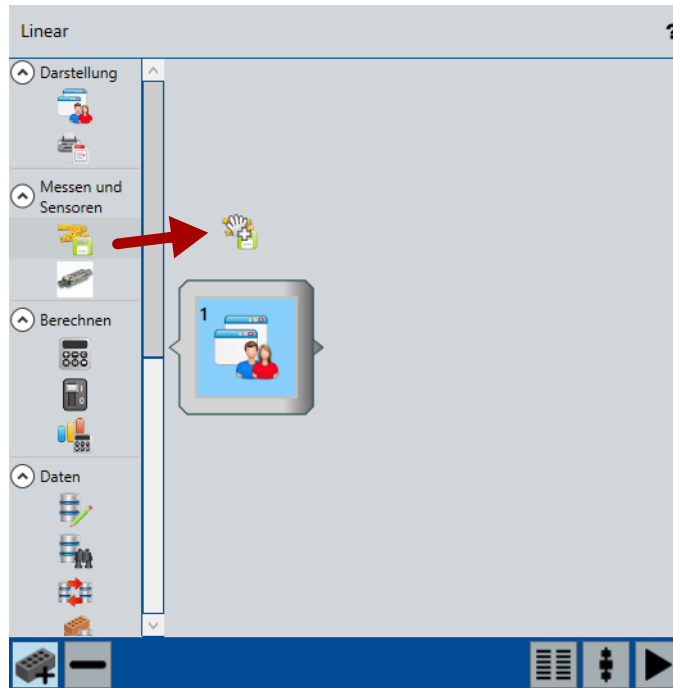 Linear
?
Darstellung
Messen und
Sensoren
1
Berechnen
Daten